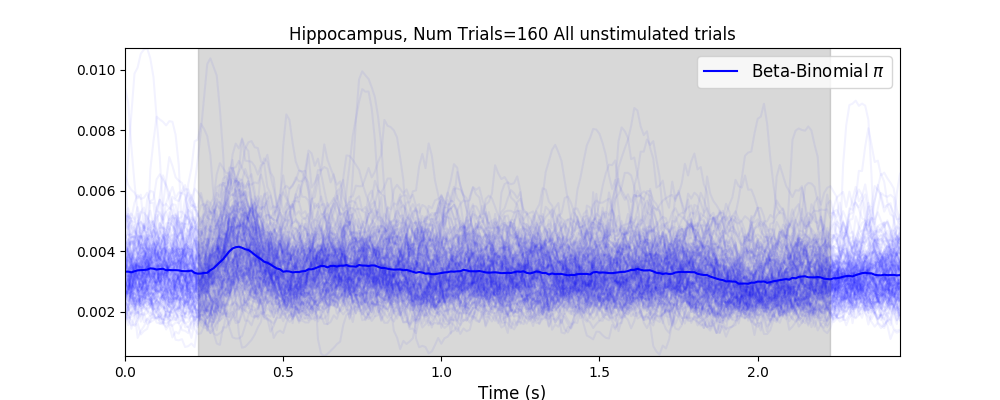 Hippocampus, Num Trials=160 All unstimulated trials
Beta-Binomial π
0.010
0.008
0.006
0.004
0.002
0.0 0.5 1.0 1.5 2.0
Time (s)